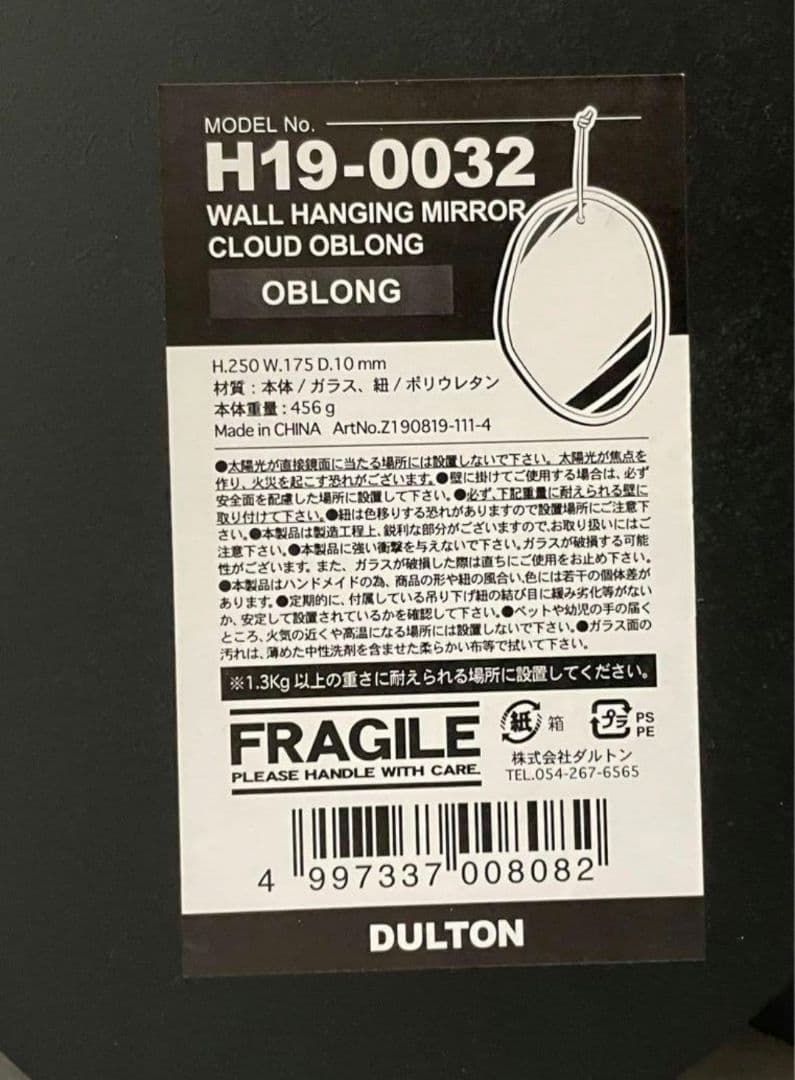 MODEL No.
H19-0032
WALL HANGING MIRROR
CLOUD OBLONG
OBLONG
H.250 W.175 D.10 mm
材質：本体/ガラス、紐/ポリウレタン
本体重量：456 g
Made in CHINA ArtNo.Z190819-111-4
●太陽光が直接鏡面に当たる場所には設置しないで下さい。太陽光が焦点を
作り、火災を起こす恐れがございます。●壁に掛けてご使用する場合は、必ず
安全面を配慮した場所に設置して下さい。●必ず、下記重量に耐えられる壁に
取り付けて下さい。●紐は色移りする恐れがありますので設置場所にご注意下
さい。●本製品は製造工程上、鋭利な部分がございますので、お取り扱いにはご
注意下さい。●本製品に強い衝撃を与えないで下さい。ガラスが破損する可能
性がございます。また、ガラスが破損した際は直ちにご使用をお止め下さい。
●本製品はハンドメイドの為、商品の形や紐の風合い、色には若干の個体差が
あります。●定期的に、付属している吊り下げ紐の結び目に緩み劣化等がない
か、安定して設置されているかを確認して下さい。●ペットや幼児の手の届く
ところ、火気の近くや高温になる場所には設置しないで下さい。●ガラス面の
汚れは、薄めた中性洗剤を含ませた柔らかい布等で拭いて下さい。
※1.3Kg以上の重さに耐えられる場所に設置してください。
FRAGILE
PLEASE HANDLE WITH CARE.
紙 箱
プラ PS
PE
株式会社ダルトン
TEL.054-267-6565
4 997337 008082
DULTON